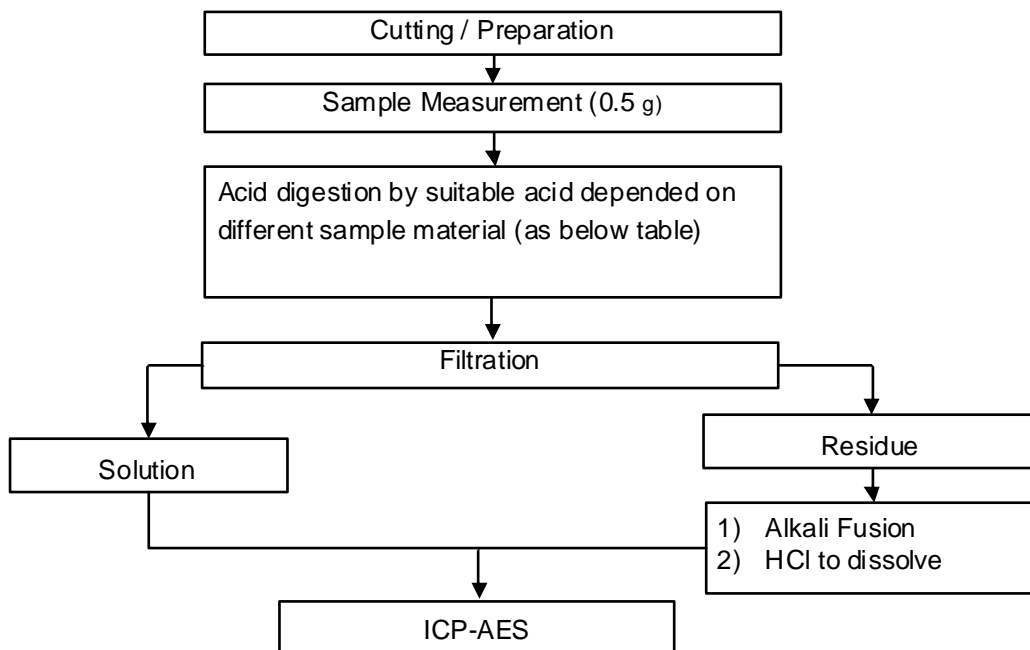 Cutting / Preparation
Sample Measurement (0.5 g)
Acid digestion by suitable acid depended on
different sample material (as below table)
Filtration
Solution
Residue
1) Alkali Fusion
2) HCl to dissolve
ICP-AES